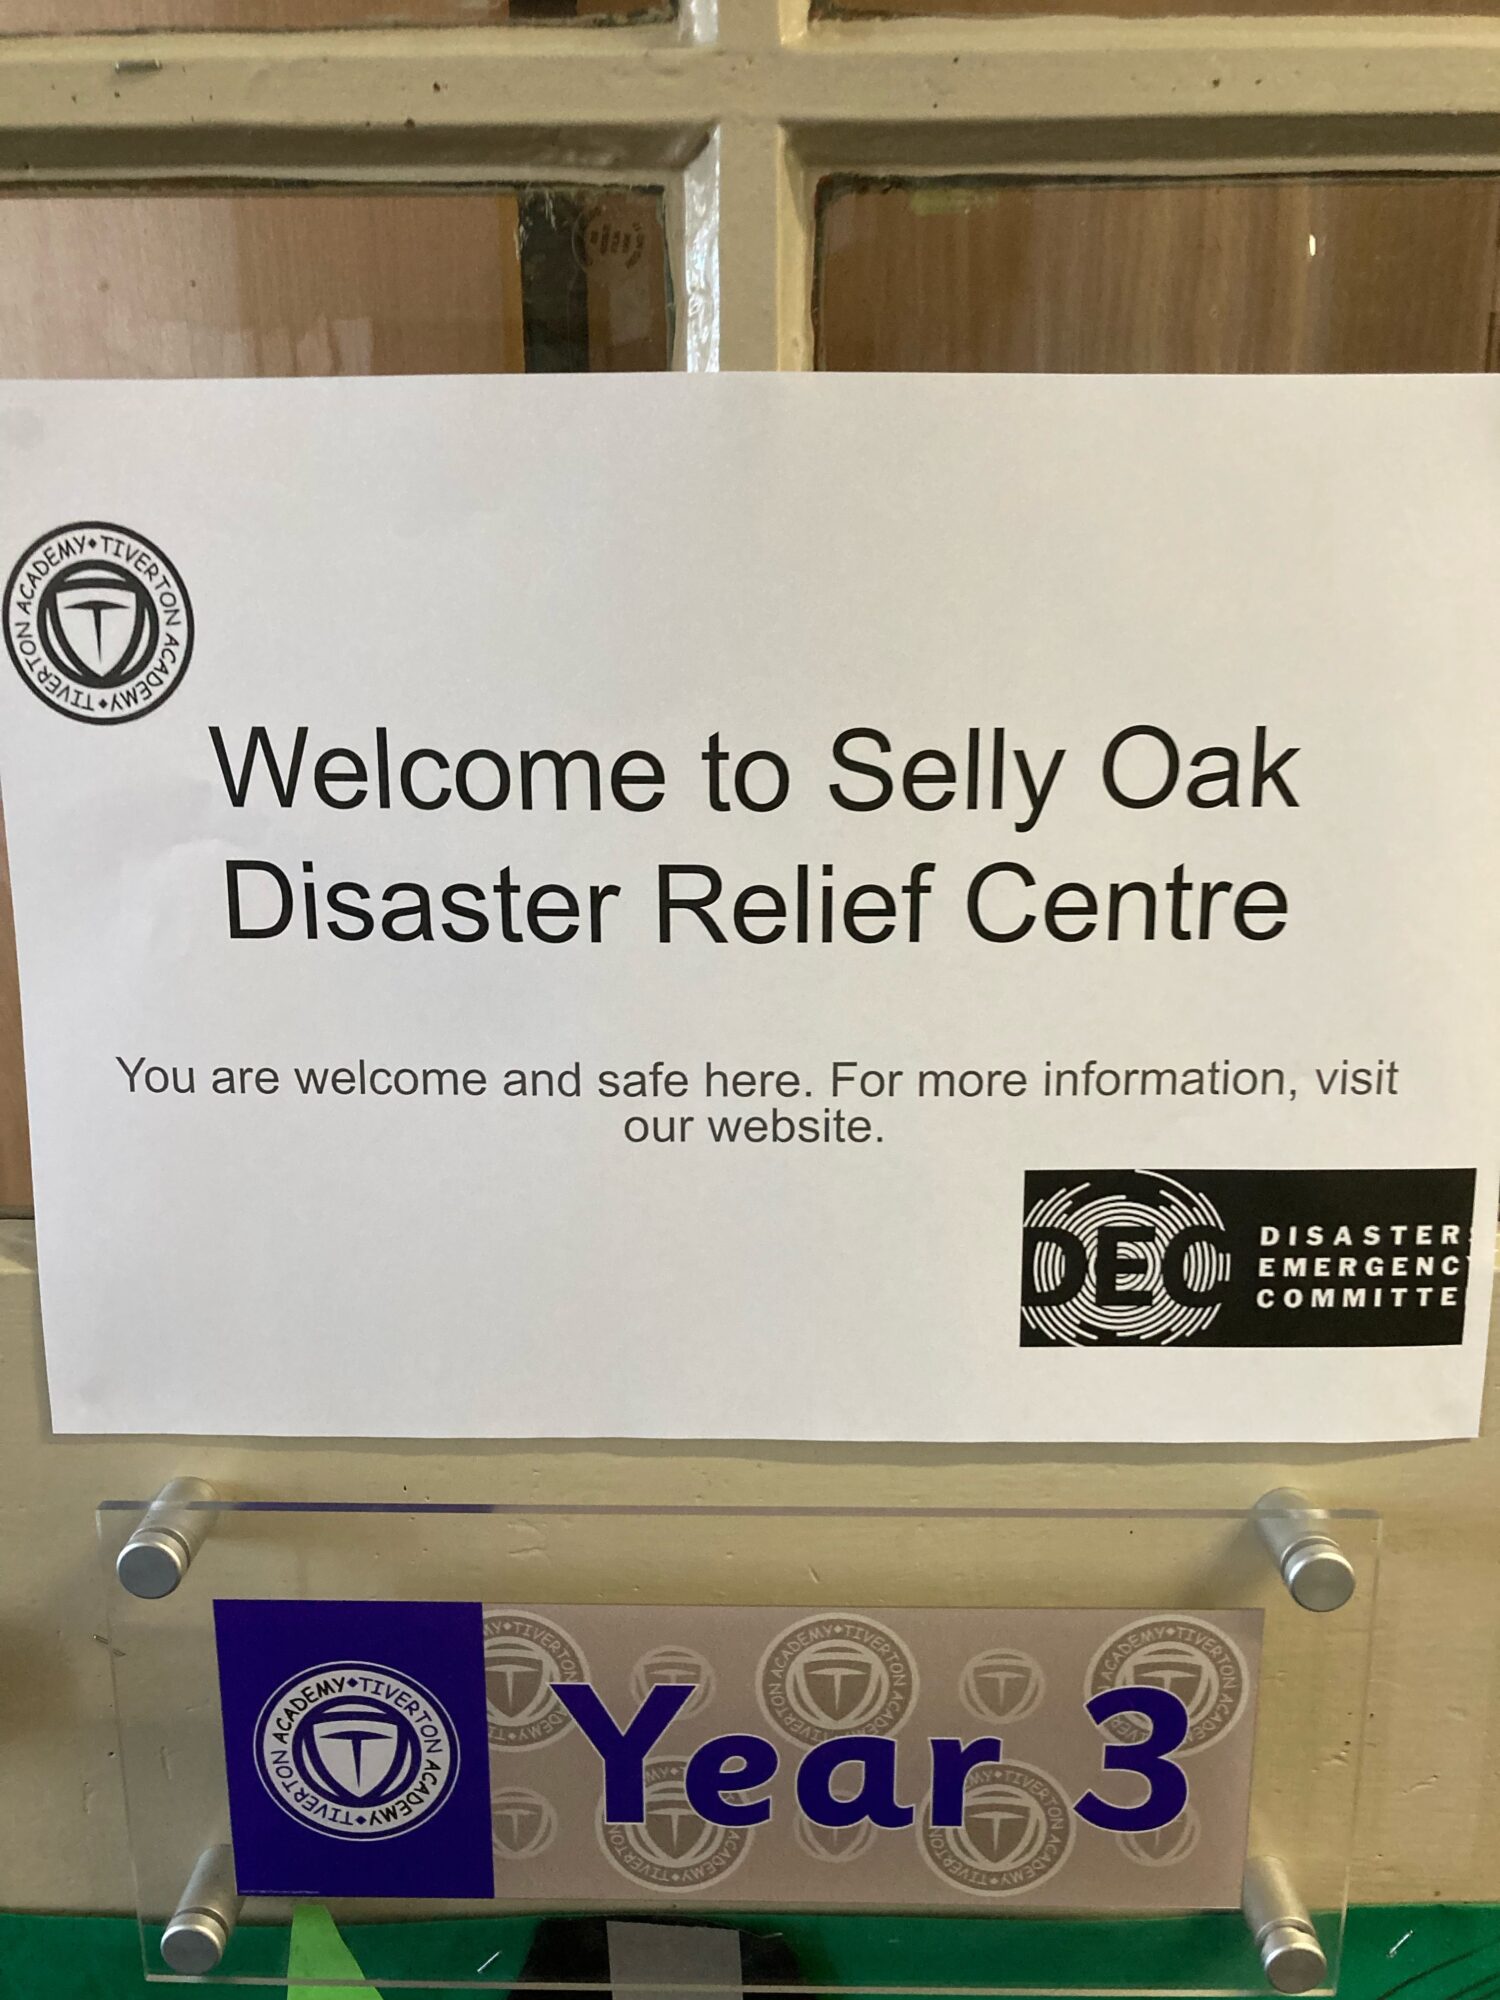 TIVERTON ACADEMY • TIVERTON ACADEMY •
T
Welcome to Selly Oak
Disaster Relief Centre
You are welcome and safe here. For more information, visit
our website.
DEC
DISASTERS
EMERGENC
COMMITTE
TIVERTON ACADEMY • TIVERTON ACADEMY •
T
Year 3